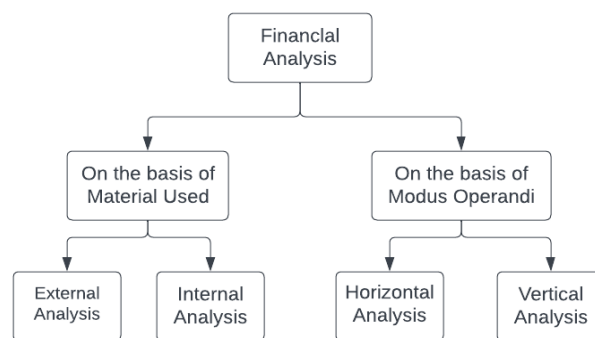 Financlal
Analysis
On the basis of
Material Used
On the basis of
Modus Operandi
External
Analysis
Internal
Analysis
Horizontal
Analysis
Vertical
Analysis